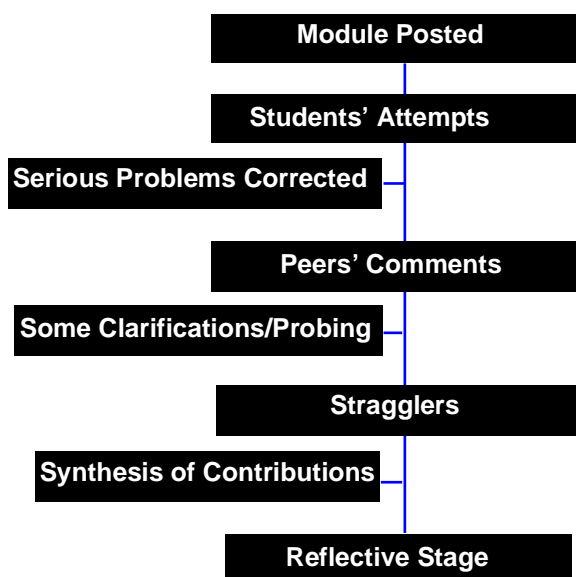 Module Posted
Students’ Attempts
Serious Problems Corrected
Peers’ Comments
Some Clarifications/Probing
Stragglers
Synthesis of Contributions
Reflective Stage